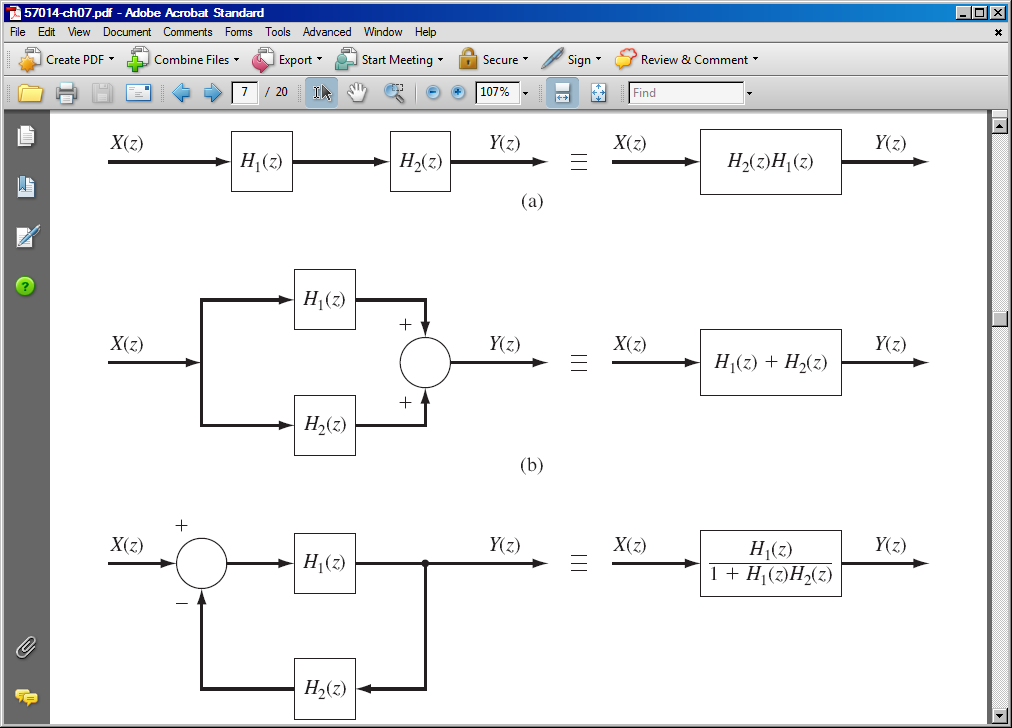 57014-ch07.pdf - Adobe Acrobat Standard
File Edit View Document Comments Forms Tools Advanced Window Help
Create PDF Combine Files Export Start Meeting Secure Sign Review & Comment
7 / 20 107% Find
X(z) H₁(z) H₂(z) Y(z) ≡ X(z) H₂(z)H₁(z) Y(z)
(a)
H₁(z)
+
X(z) Y(z) ≡ X(z) H₁(z) + H₂(z) Y(z)
+
H₂(z)
(b)
+
X(z) H₁(z) Y(z) ≡ X(z) H₁(z) Y(z)
1 + H₁(z)H₂(z)
−
H₂(z)